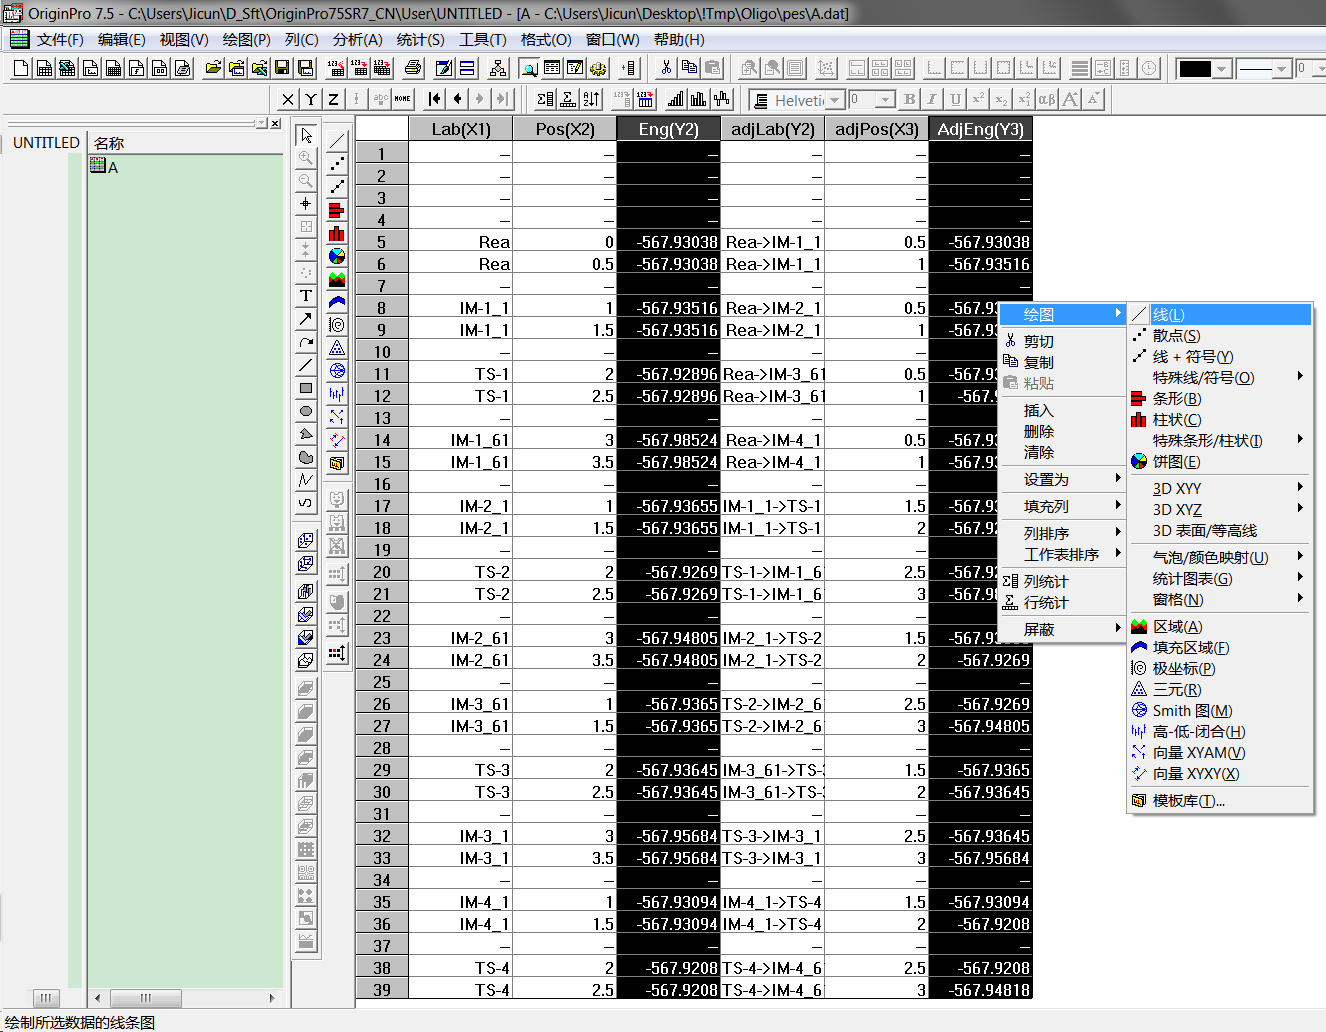 OriginPro 7.5 - C:\Users\Jicun\D_Sft\OriginPro75SR7_CN\User\UNTITLED - [A - C:\Users\Jicun\Desktop\!Tmp\Oligo\pes\A.dat]
文件(F) 编辑(E) 视图(V) 绘图(P) 列(C) 分析(A) 统计(S) 工具(T) 格式(O) 窗口(W) 帮助(H)
X Y Z NONE Helveti 0 B I U
UNTITLED 名称
A
Lab(X1) Pos(X2) Eng(Y2) adjLab(Y2) adjPos(X3) AdjEng(Y3)
1 – – – – – –
2 – – – – – –
3 – – – – – –
4 – – – – – –
5 Rea 0 -567.93038 Rea->IM-1_1 0.5 -567.93038
6 Rea 0.5 -567.93038 Rea->IM-1_1 1 -567.93516
7 – – – – – –
8 IM-1_1 1 -567.93516 Rea->IM-2_1 0.5 -567.9
9 IM-1_1 1.5 -567.93516 Rea->IM-2_1 1 -567.9
10 – – – – –
11 TS-1 2 -567.92896 Rea->IM-3_61 0.5 -567.9
12 TS-1 2.5 -567.92896 Rea->IM-3_61 1 -567.
13 – – – – –
14 IM-1_61 3 -567.98524 Rea->IM-4_1 0.5 -567.9
15 IM-1_61 3.5 -567.98524 Rea->IM-4_1 1 -567.9
16 – – – – –
17 IM-2_1 1 -567.93655 IM-1_1->TS-1 1.5 -567.9
18 IM-2_1 1.5 -567.93655 IM-1_1->TS-1 2 -567.9
19 – – – – –
20 TS-2 2 -567.9269 TS-1->IM-1_6 2.5 -567.9
21 TS-2 2.5 -567.9269 TS-1->IM-1_6 3 -567.9
22 – – – – –
23 IM-2_61 3 -567.94805 IM-2_1->TS-2 1.5 -567.9
24 IM-2_61 3.5 -567.94805 IM-2_1->TS-2 2 -567.9269
25 – – – – – –
26 IM-3_61 1 -567.9365 TS-2->IM-2_6 2.5 -567.9269
27 IM-3_61 1.5 -567.9365 TS-2->IM-2_6 3 -567.94805
28 – – – – – –
29 TS-3 2 -567.93645 IM-3_61->TS-3 1.5 -567.9365
30 TS-3 2.5 -567.93645 IM-3_61->TS-3 2 -567.93645
31 – – – – – –
32 IM-3_1 3 -567.95684 TS-3->IM-3_1 2.5 -567.93645
33 IM-3_1 3.5 -567.95684 TS-3->IM-3_1 3 -567.95684
34 – – – – – –
35 IM-4_1 1 -567.93094 IM-4_1->TS-4 1.5 -567.93094
36 IM-4_1 1.5 -567.93094 IM-4_1->TS-4 2 -567.9208
37 – – – – – –
38 TS-4 2 -567.9208 TS-4->IM-4_6 2.5 -567.9208
39 TS-4 2.5 -567.9208 TS-4->IM-4_6 3 -567.94818
绘图
剪切
复制
粘贴
插入
删除
清除
设置为
填充列
列排序
工作表排序
列统计
行统计
屏蔽
线(L)
散点(S)
线 + 符号(Y)
特殊线/符号(O)
条形(B)
柱状(C)
特殊条形/柱状(I)
饼图(E)
3D XYY
3D XYZ
3D 表面/等高线
气泡/颜色映射(U)
统计图表(G)
窗格(N)
区域(A)
填充区域(F)
极坐标(P)
三元(R)
Smith 图(M)
高-低-闭合(H)
向量 XYAM(V)
向量 XYXY(X)
模板库(T)...
绘制所选数据的线条图